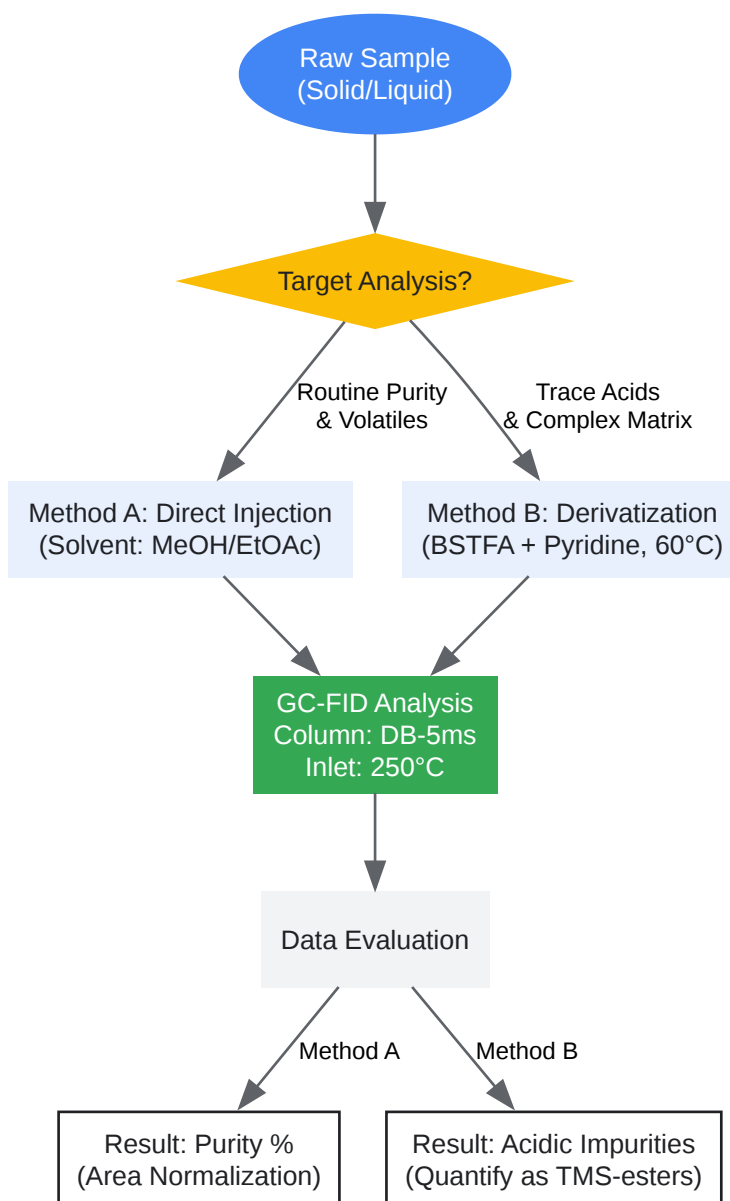 Raw Sample
(Solid/Liquid)
Target Analysis?
Routine Purity
& Volatiles
Trace Acids
& Complex Matrix
Method A: Direct Injection
(Solvent: MeOH/EtOAc)
Method B: Derivatization
(BSTFA + Pyridine, 60°C)
GC-FID Analysis
Column: DB-5ms
Inlet: 250°C
Data Evaluation
Method A
Method B
Result: Purity %
(Area Normalization)
Result: Acidic Impurities
(Quantify as TMS-esters)